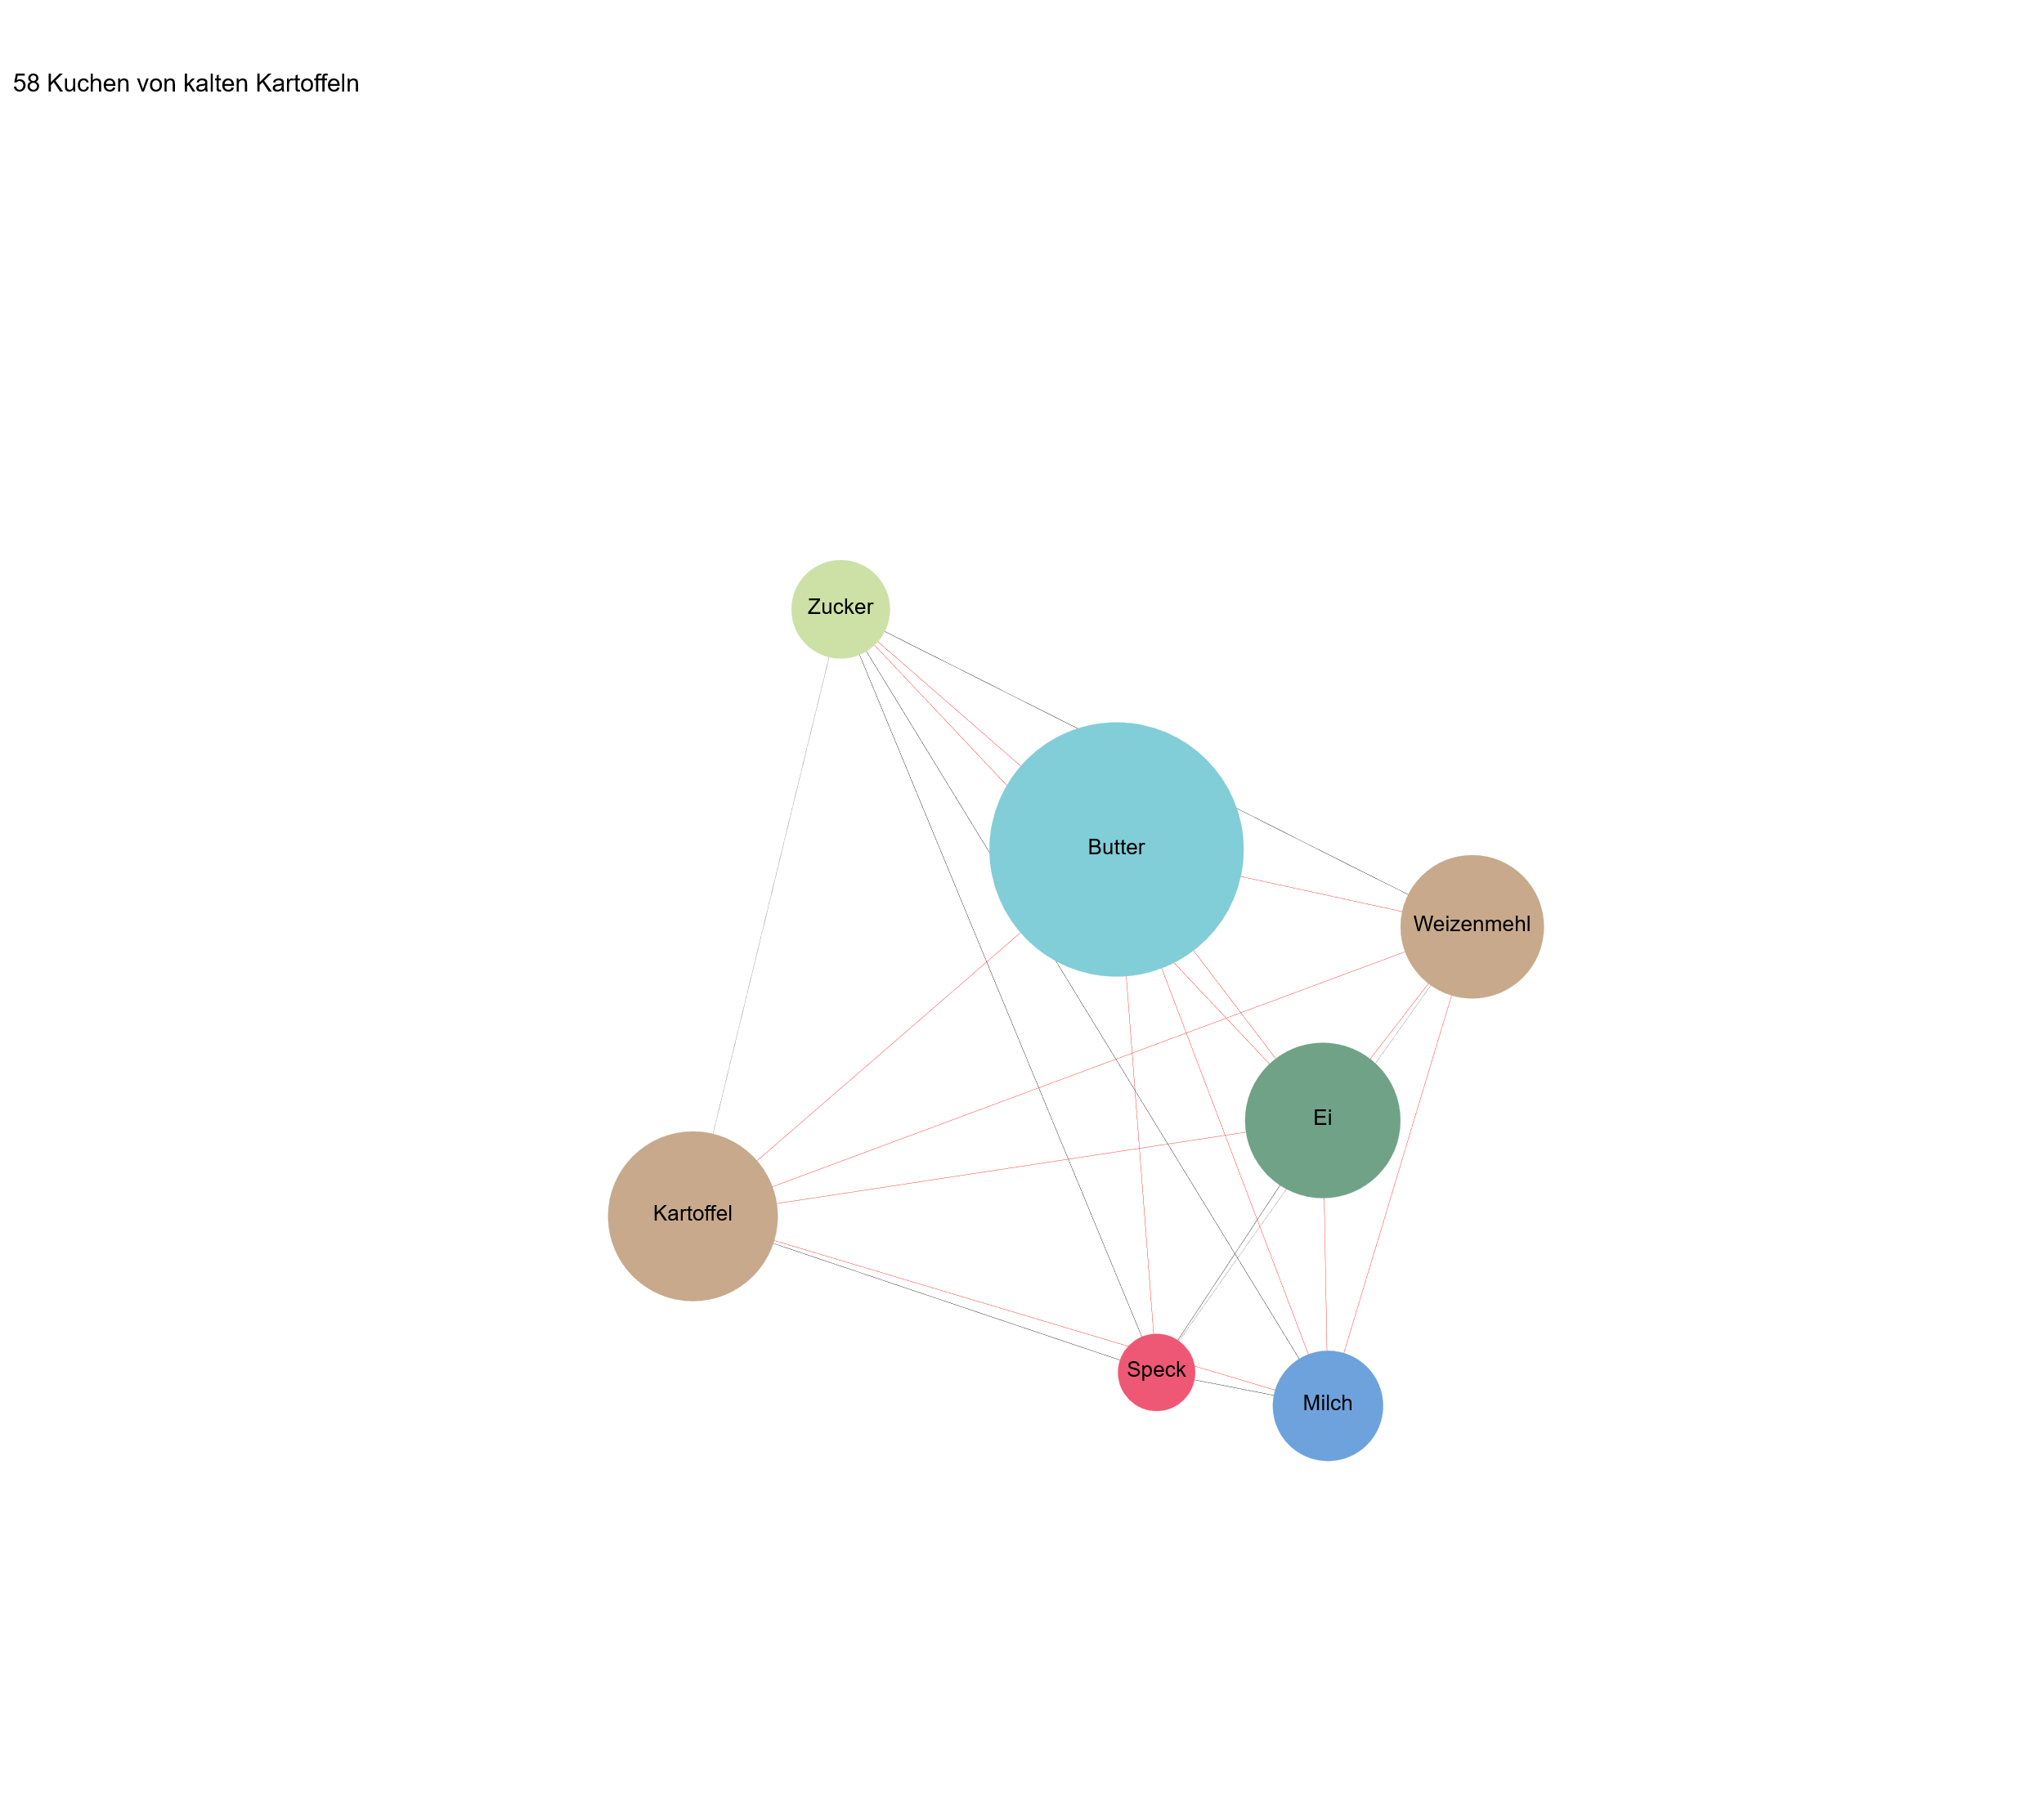 58 Kuchen von kalten Kartoffeln
Zucker
Butter
Weizenmehl
Ei
Kartoffel
Speck
Milch